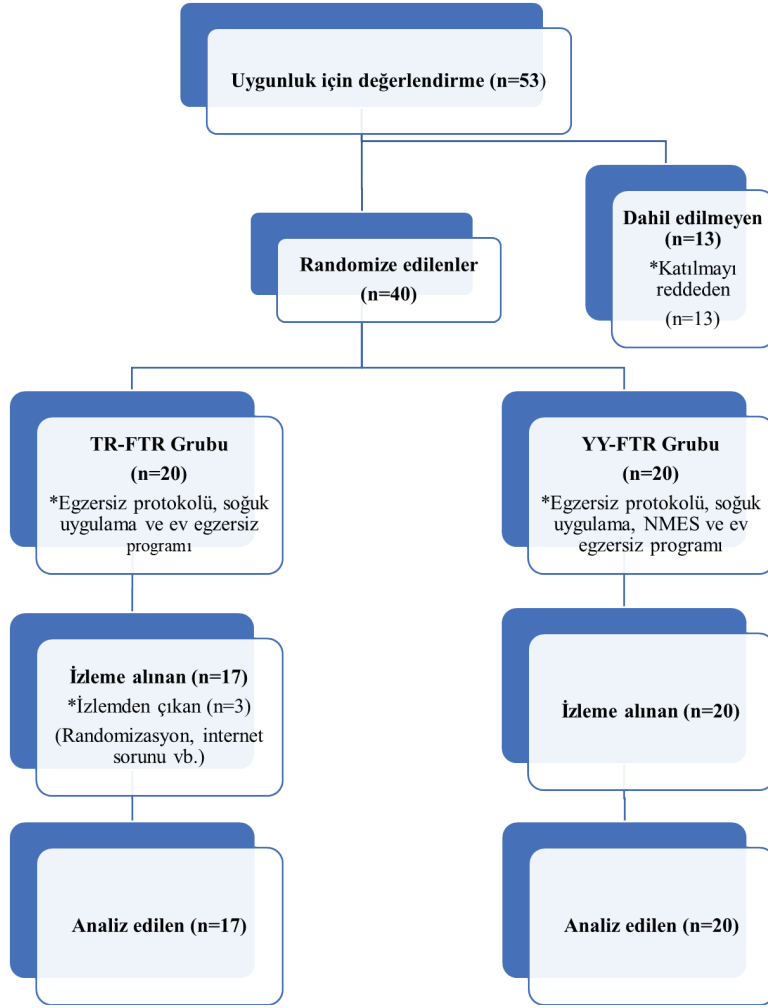 Uygunluk için değerlendirme (n=53)
Dahil edilmeyen
(n=13)
*Katılmayı
reddeden
(n=13)
Randomize edilenler
(n=40)
TR-FTR Grubu
(n=20)
*Egzersiz protokolü, soğuk
uygulama ve ev egzersiz
programı
YY-FTR Grubu
(n=20)
*Egzersiz protokolü, soğuk
uygulama, NMES ve ev
egzersiz programı
İzleme alınan (n=17)
*İzlemden çıkan (n=3)
(Randomizasyon, internet
sorunu vb.)
İzleme alınan (n=20)
Analiz edilen (n=17)
Analiz edilen (n=20)